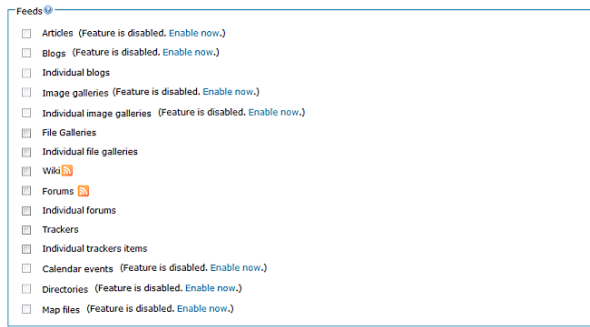 Feeds
Articles (Feature is disabled. Enable now.)
Blogs (Feature is disabled. Enable now.)
Individual blogs
Image galleries (Feature is disabled. Enable now.)
Individual image galleries (Feature is disabled. Enable now.)
File Galleries
Individual file galleries
Wiki
Forums
Individual forums
Trackers
Individual trackers items
Calendar events (Feature is disabled. Enable now.)
Directories (Feature is disabled. Enable now.)
Map files (Feature is disabled. Enable now.)